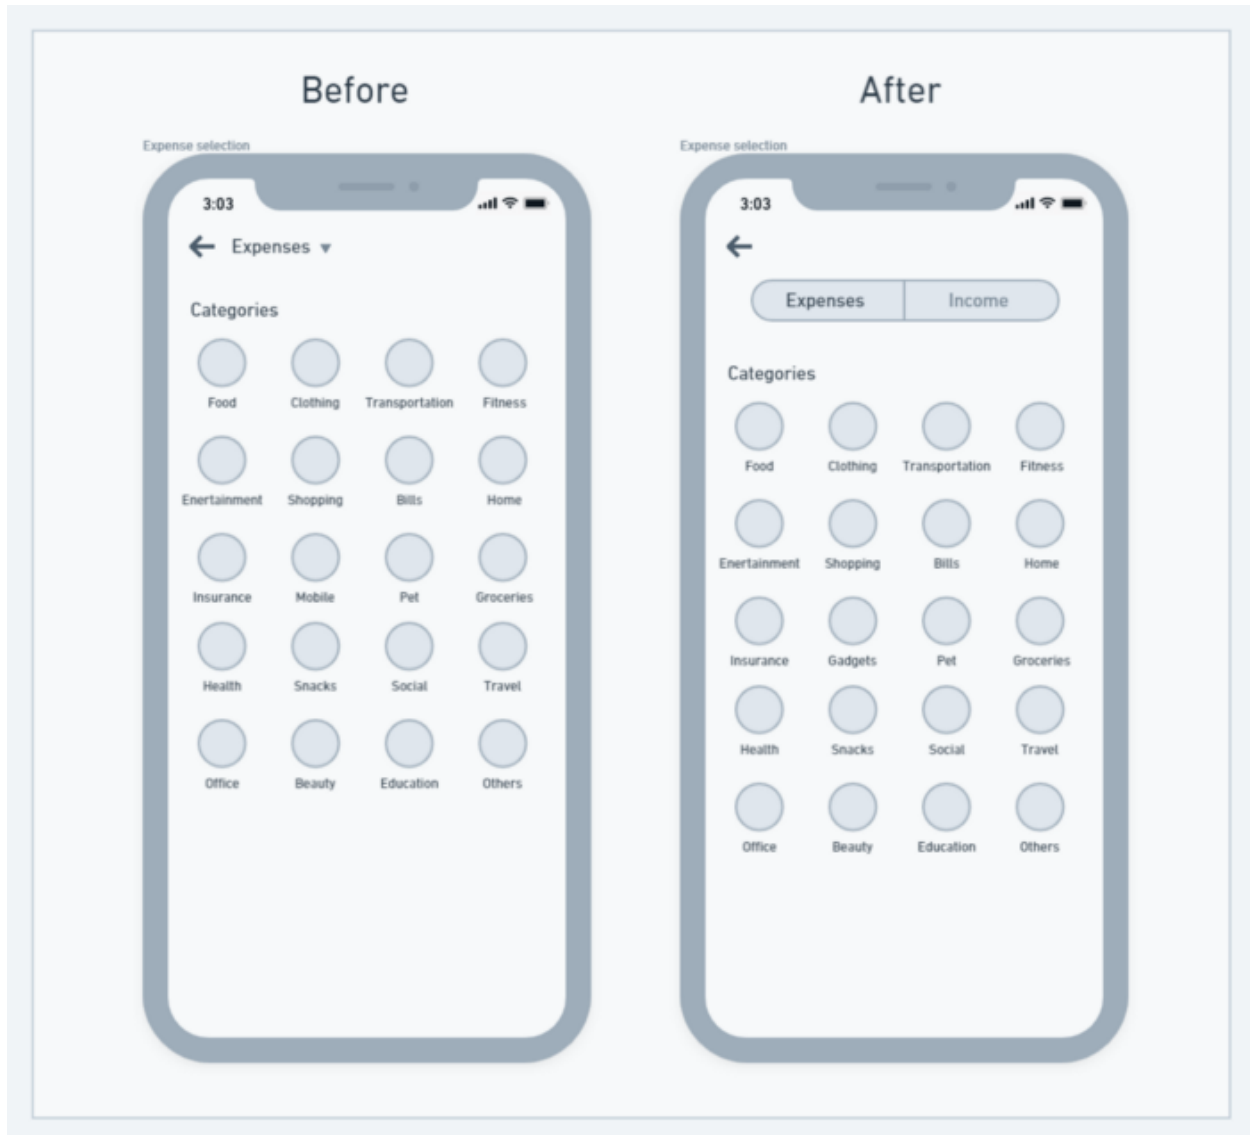 Before
Expense selection
3:03
Expenses
Categories
Food Clothing Transportation Fitness
Enertainment Shopping Bills Home
Insurance Mobile Pet Groceries
Health Snacks Social Travel
Office Beauty Education Others
After
Expense selection
3:03
Expenses Income
Categories
Food Clothing Transportation Fitness
Enertainment Shopping Bills Home
Insurance Gadgets Pet Groceries
Health Snacks Social Travel
Office Beauty Education Others